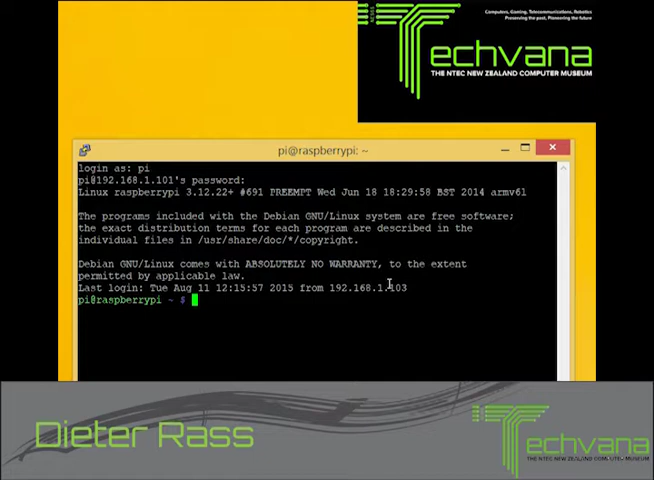 Computers, Gaming, Telecommunications, Robotics
Preserving the past, Pioneering the future
Techvana
THE NTEC NEW ZEALAND COMPUTER MUSEUM
pi@raspberrypi: ~
login as: pi
pi@192.168.1.101's password:
Linux raspberrypi 3.12.22+ #691 PREEMPT Wed Jun 18 18:29:58 BST 2014 armv6l
The programs included with the Debian GNU/Linux system are free software;
the exact distribution terms for each program are described in the
individual files in /usr/share/doc/*/copyright.
Debian GNU/Linux comes with ABSOLUTELY NO WARRANTY, to the extent
permitted by applicable law.
Last login: Tue Aug 11 12:15:57 2015 from 192.168.1.103
pi@raspberrypi ~ $
Dieter Rass
Techvana
THE NTEC NEW ZEALAND COMPUTER MUSEUM